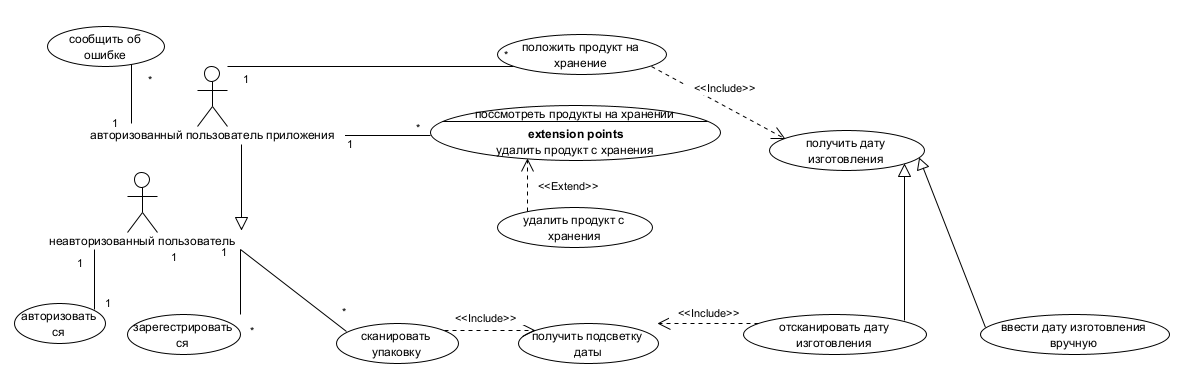 сообщить об
ошибке
*
1
авторизованный пользователь приложения
1
*
положить продукт на
хранение
<<Include>>
1
*
поссмотреть продукты на хранении
extension points
удалить продукт с хранения
получить дату
изготовления
<<Extend>>
удалить продукт с
хранения
неавторизованный пользователь
1
1
1
1
*
*
авторизовать
ся
зарегестрировать
ся
сканировать
упаковку
<<Include>>
получить подсветку
даты
<<Include>>
отсканировать дату
изготовления
ввести дату изготовления
вручную